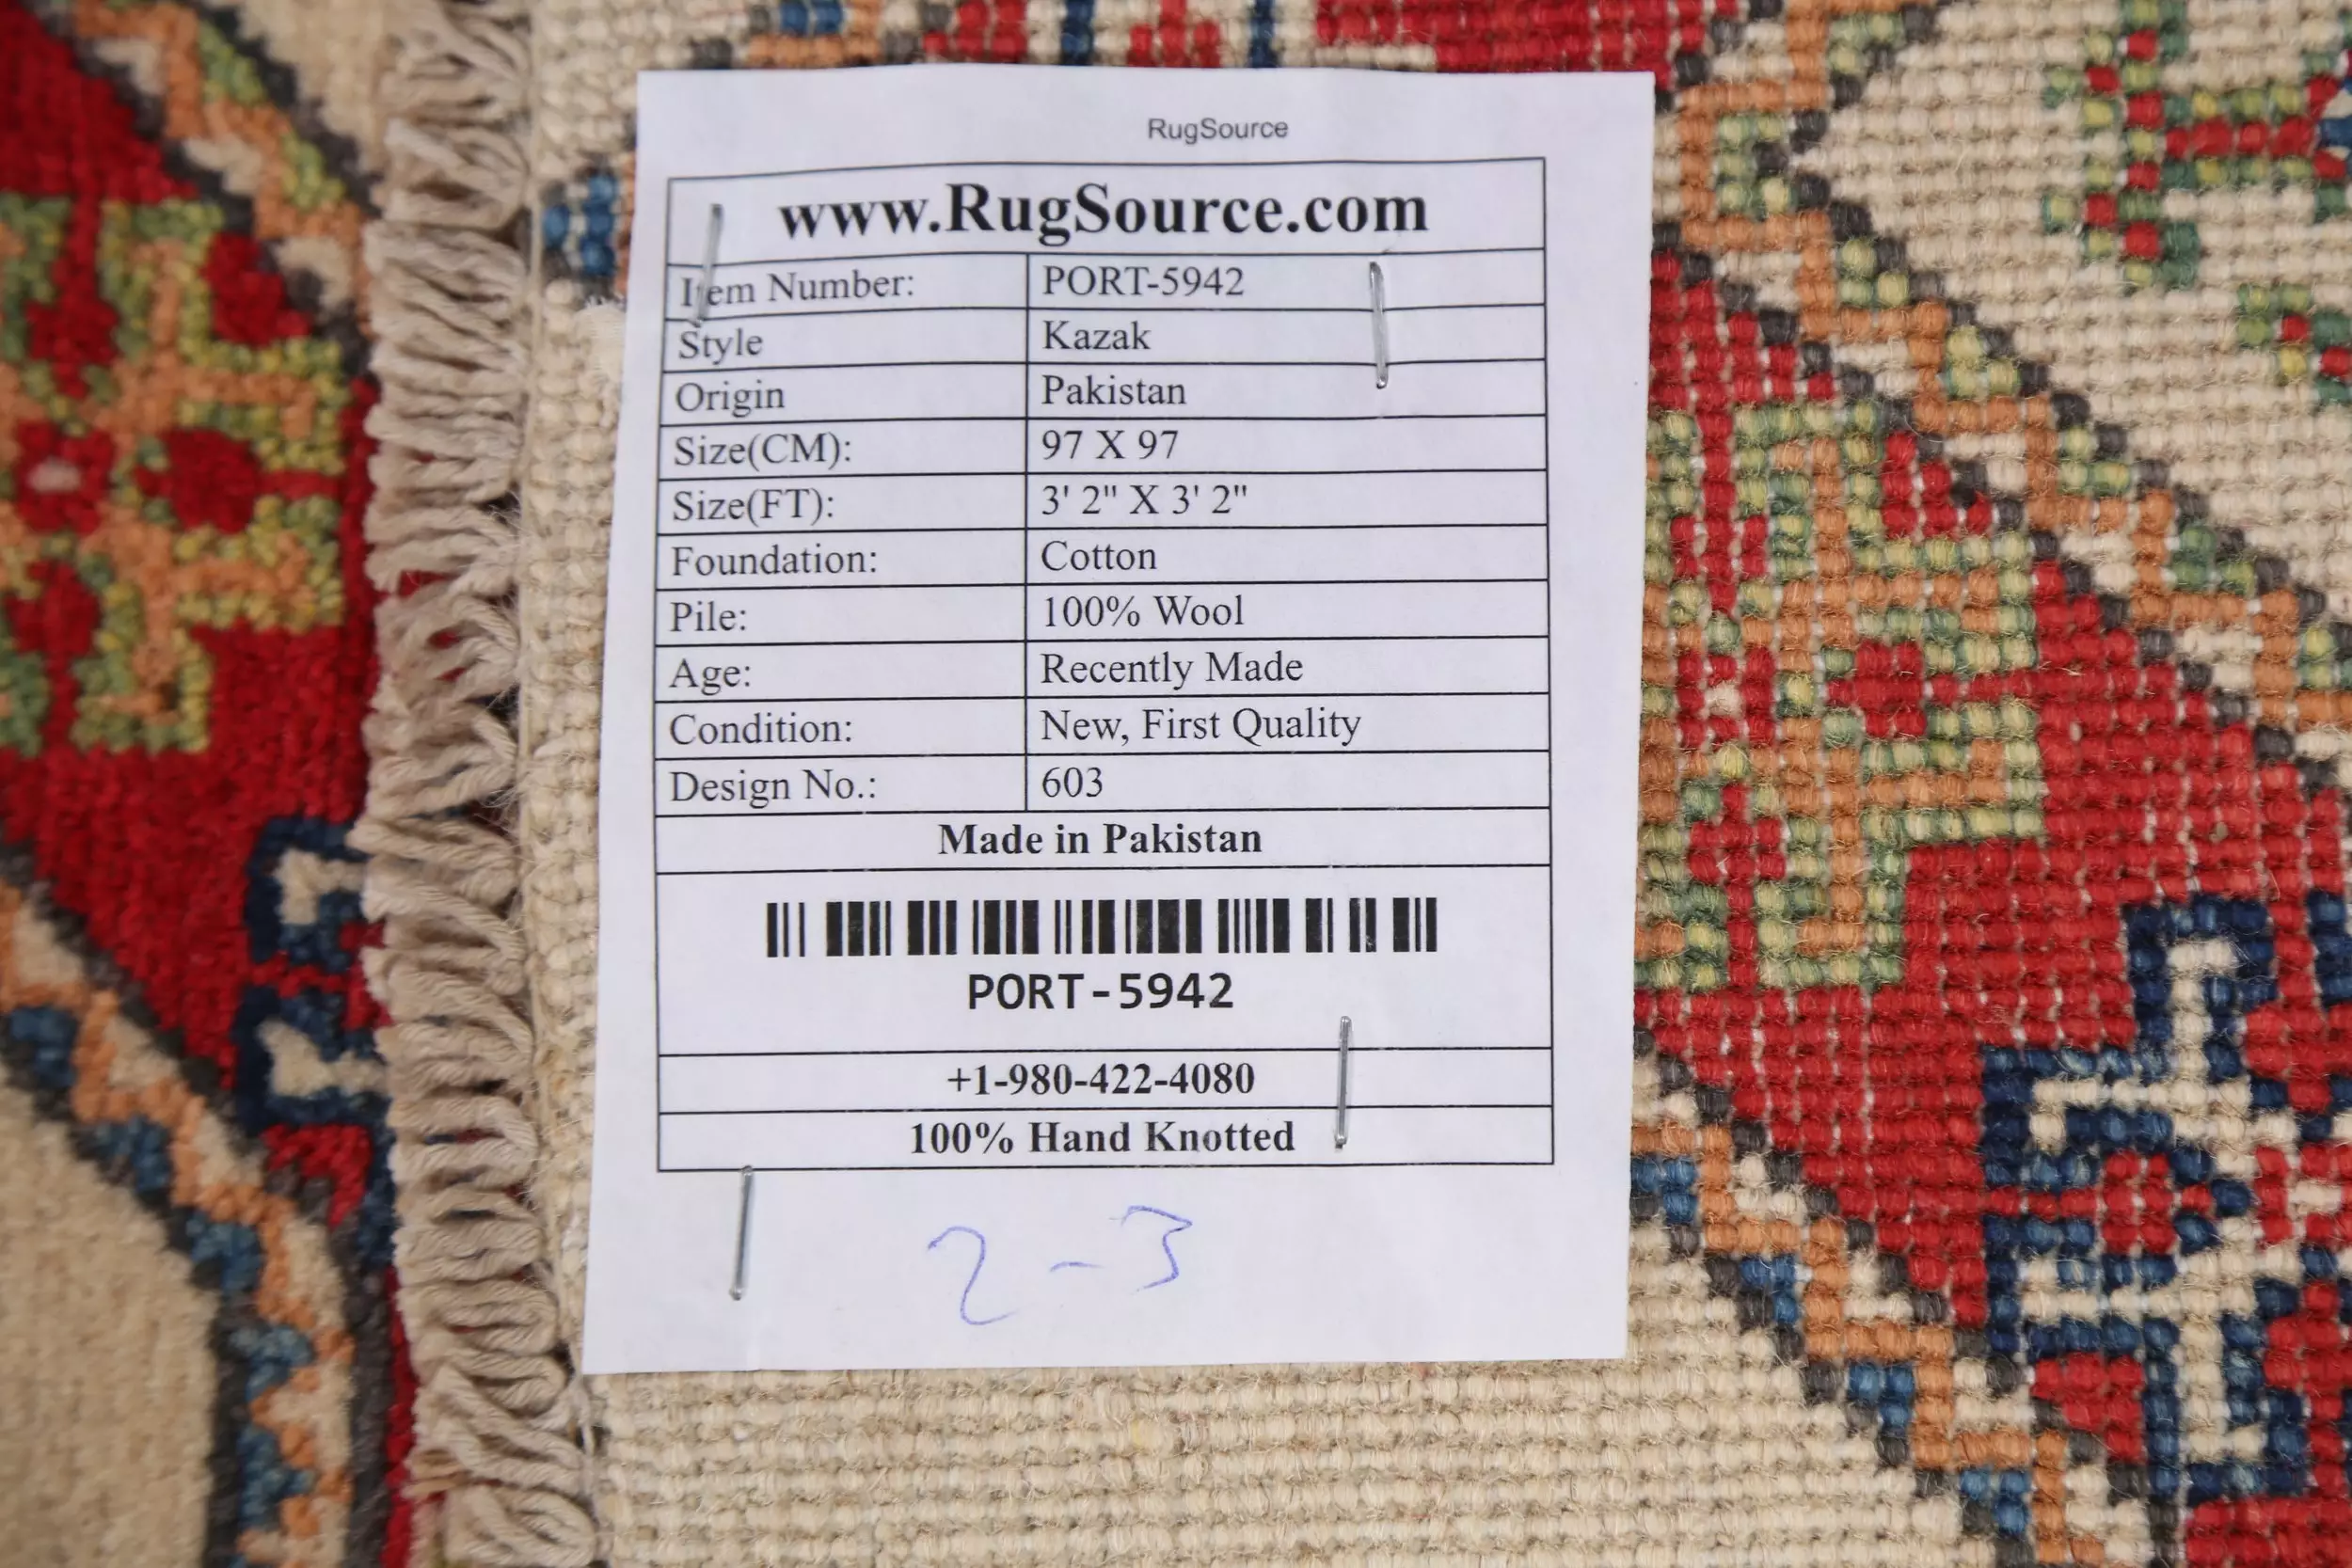 RugSource
www.RugSource.com
Item Number: PORT-5942
Style Kazak
Origin Pakistan
Size(CM): 97 X 97
Size(FT): 3' 2" X 3' 2"
Foundation: Cotton
Pile: 100% Wool
Age: Recently Made
Condition: New, First Quality
Design No.: 603
Made in Pakistan
PORT-5942
+1-980-422-4080
100% Hand Knotted
2-3